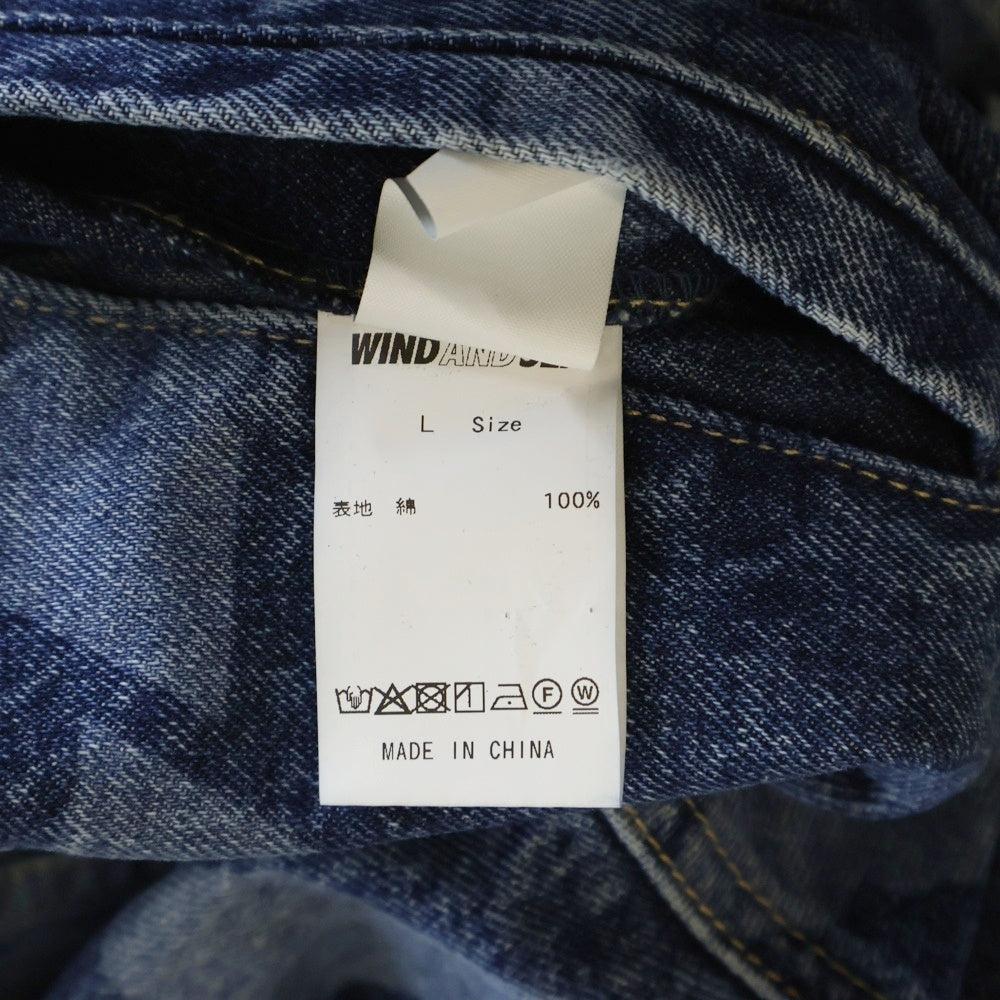 WINDAND
L Size
表地 綿 100%
F W
MADE IN CHINA